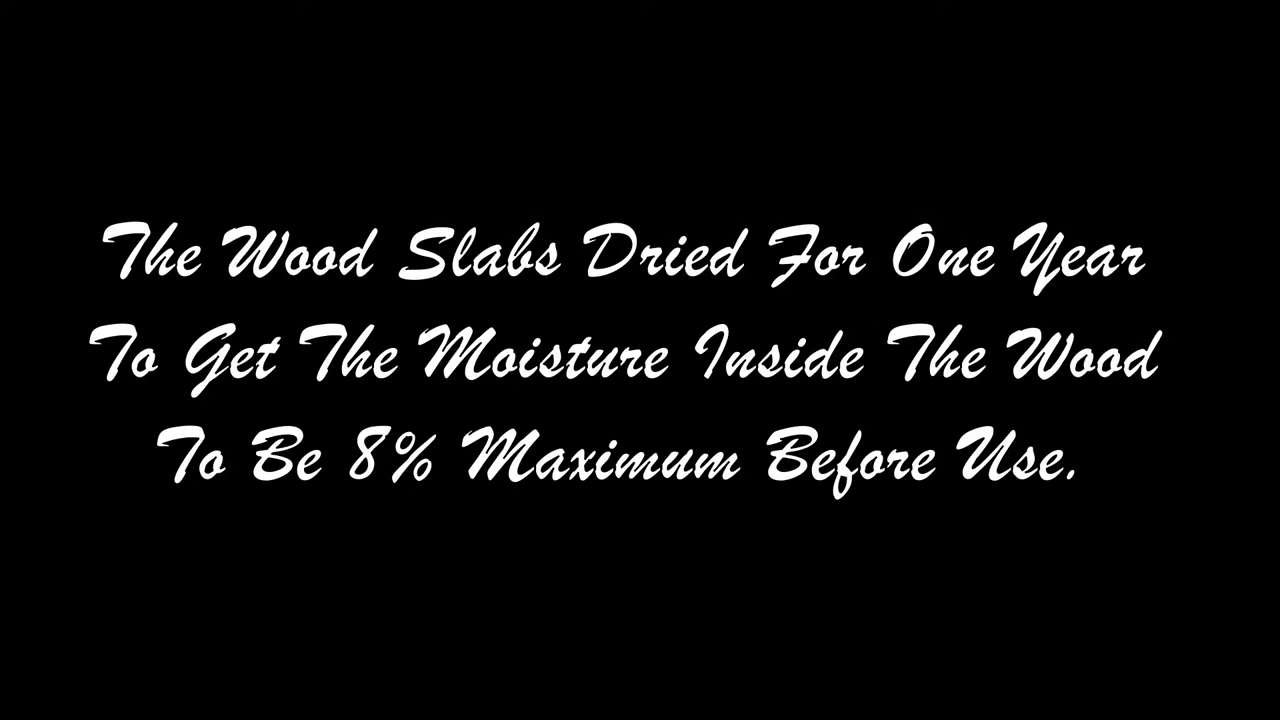 The Wood Slabs Dried For One Year
To Get The Moisture Inside The Wood
To Be 8% Maximum Before Use.